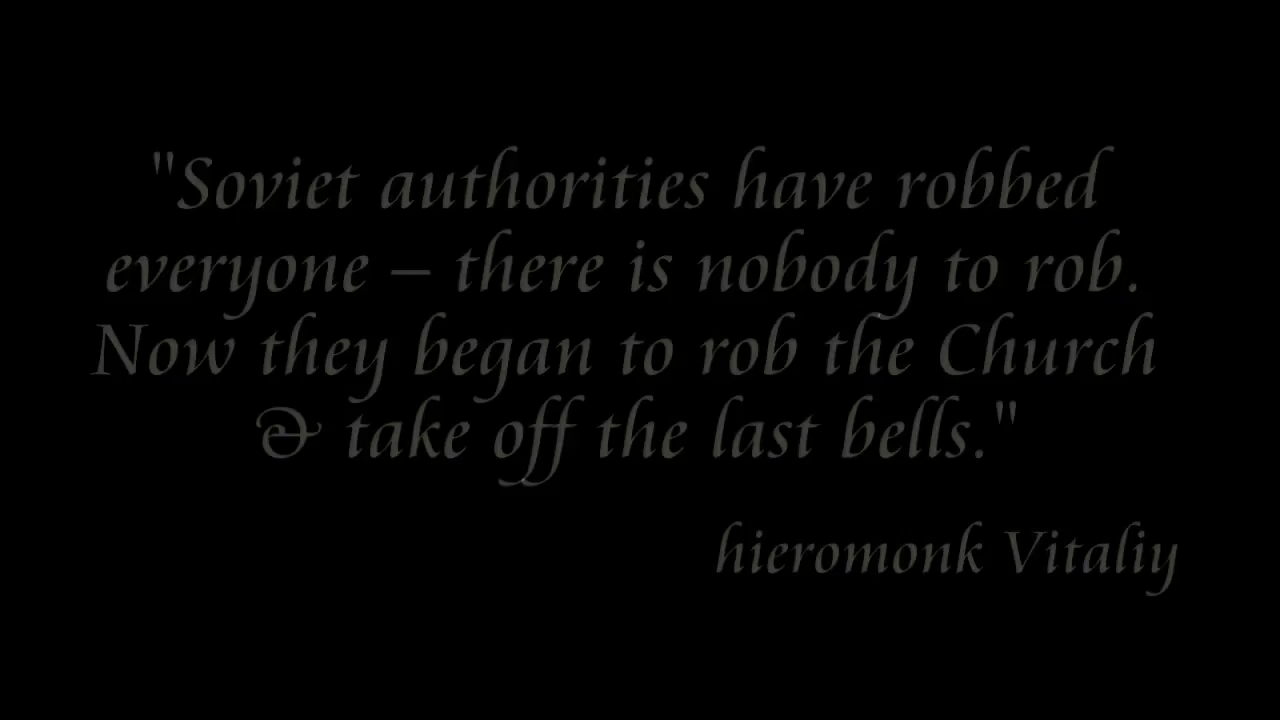 "Soviet authorities have robbed
everyone – there is nobody to rob.
Now they began to rob the Church
& take off the last bells."
hieromonk Vitaliy